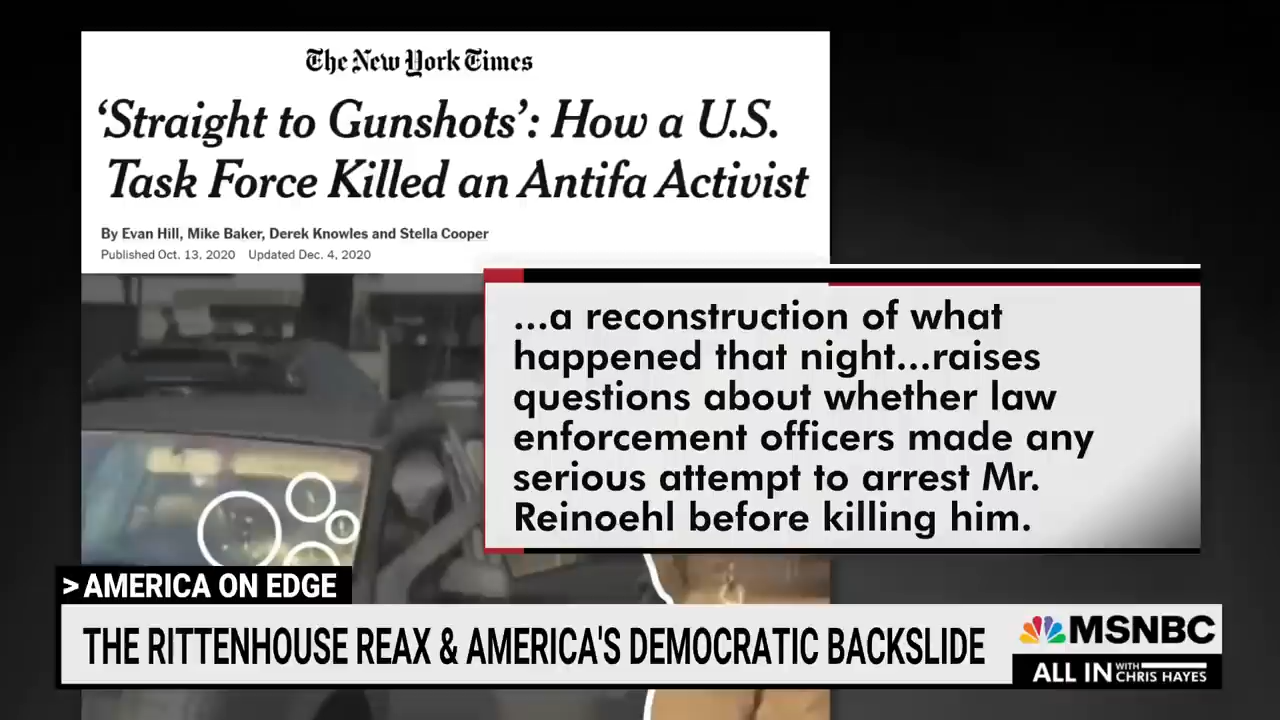 The New York Times
‘Straight to Gunshots’: How a U.S.
Task Force Killed an Antifa Activist
By Evan Hill, Mike Baker, Derek Knowles and Stella Cooper
Published Oct. 13, 2020 Updated Dec. 4, 2020
...a reconstruction of what
happened that night...raises
questions about whether law
enforcement officers made any
serious attempt to arrest Mr.
Reinoehl before killing him.
> AMERICA ON EDGE
THE RITTENHOUSE REAX & AMERICA'S DEMOCRATIC BACKSLIDE
MSNBC
ALL IN WITH CHRIS HAYES